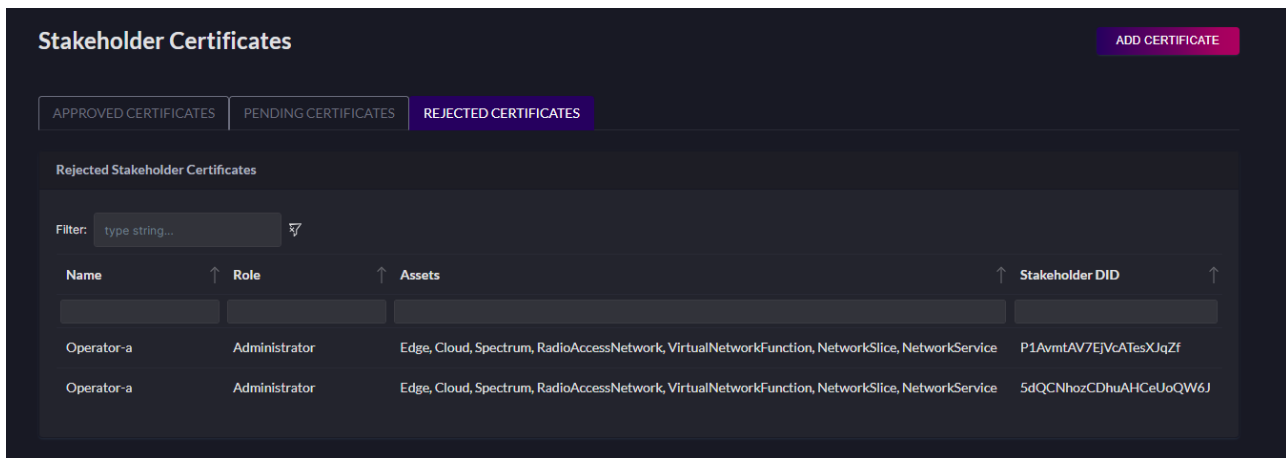 Stakeholder Certificates
ADD CERTIFICATE
APPROVED CERTIFICATES PENDING CERTIFICATES REJECTED CERTIFICATES
Rejected Stakeholder Certificates
Filter: type string...
Name Role Assets Stakeholder DID
Operator-a Administrator Edge, Cloud, Spectrum, RadioAccessNetwork, VirtualNetworkFunction, NetworkSlice, NetworkService P1AvmtAV7EjVcATesXJqZf
Operator-a Administrator Edge, Cloud, Spectrum, RadioAccessNetwork, VirtualNetworkFunction, NetworkSlice, NetworkService 5dQCNhozCDhuAHCeUoQW6J